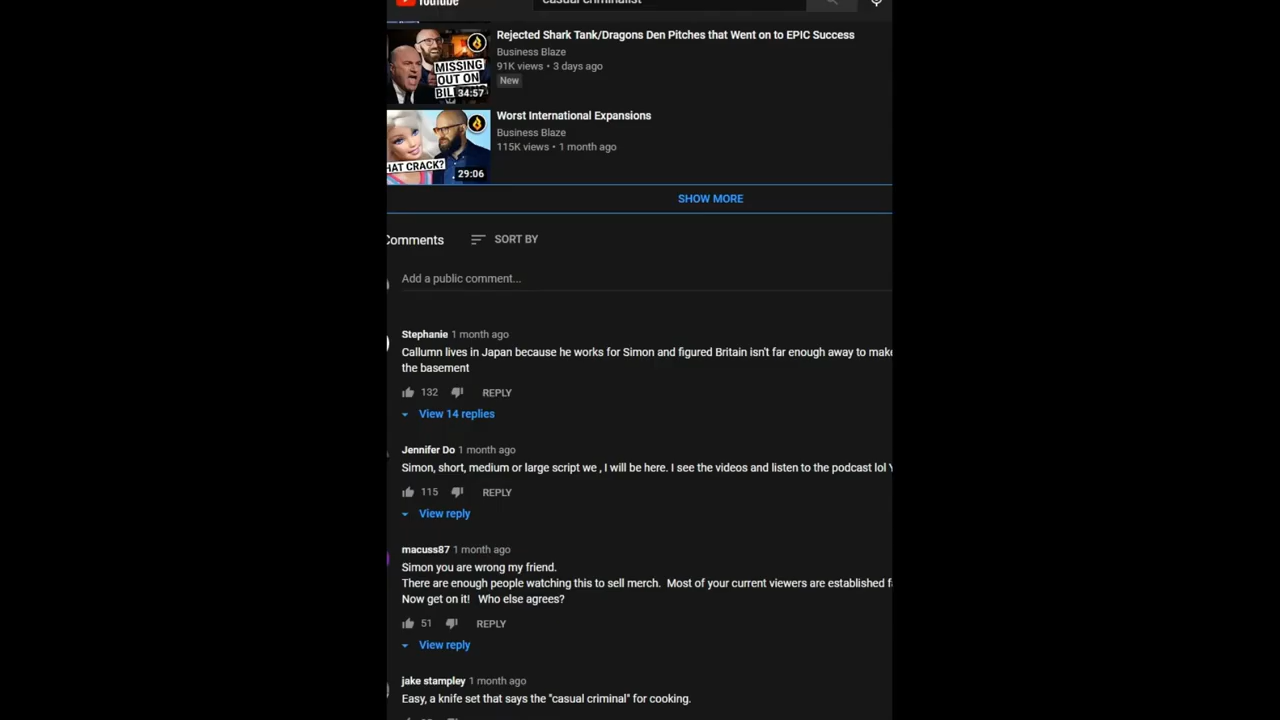 YouTube
casual criminalist
Rejected Shark Tank/Dragons Den Pitches that Went on to EPIC Success
Business Blaze
91K views • 3 days ago
New
MISSING
OUT ON
34:57
Worst International Expansions
Business Blaze
115K views • 1 month ago
HAT CRACK?
29:06
SHOW MORE
Comments
SORT BY
Add a public comment...
Stephanie 1 month ago
Callumn lives in Japan because he works for Simon and figured Britain isn't far enough away to make
the basement
132 REPLY
View 14 replies
Jennifer Do 1 month ago
Simon, short, medium or large script we , I will be here. I see the videos and listen to the podcast lol Y
115 REPLY
View reply
macuss87 1 month ago
Simon you are wrong my friend.
There are enough people watching this to sell merch. Most of your current viewers are established fa
Now get on it! Who else agrees?
51 REPLY
View reply
jake stampley 1 month ago
Easy, a knife set that says the "casual criminal" for cooking.